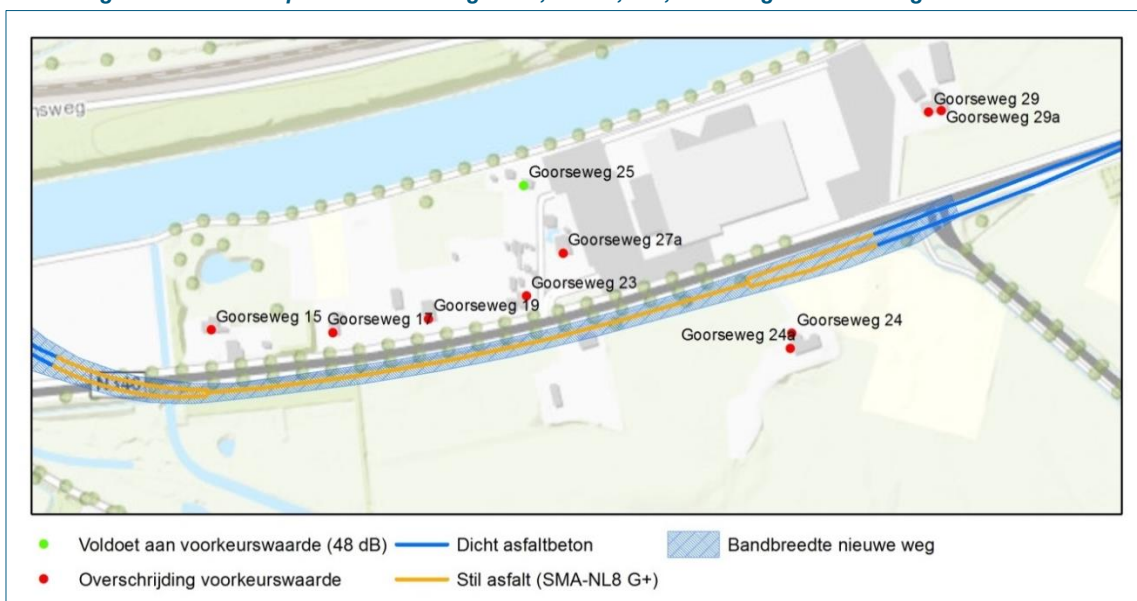 nsweg
Goorseweg 29
Goorseweg 29a
Goorseweg 25
Goorseweg 27a
Goorseweg 23
Goorseweg 19
Goorseweg 15
Goorseweg 17
Goorseweg 24
Goorseweg 24a
Voldoet aan voorkeurswaarde (48 dB)
Dicht asfaltbeton
Bandbreedte nieuwe weg
Overschrijding voorkeurswaarde
Stil asfalt (SMA-NL8 G+)